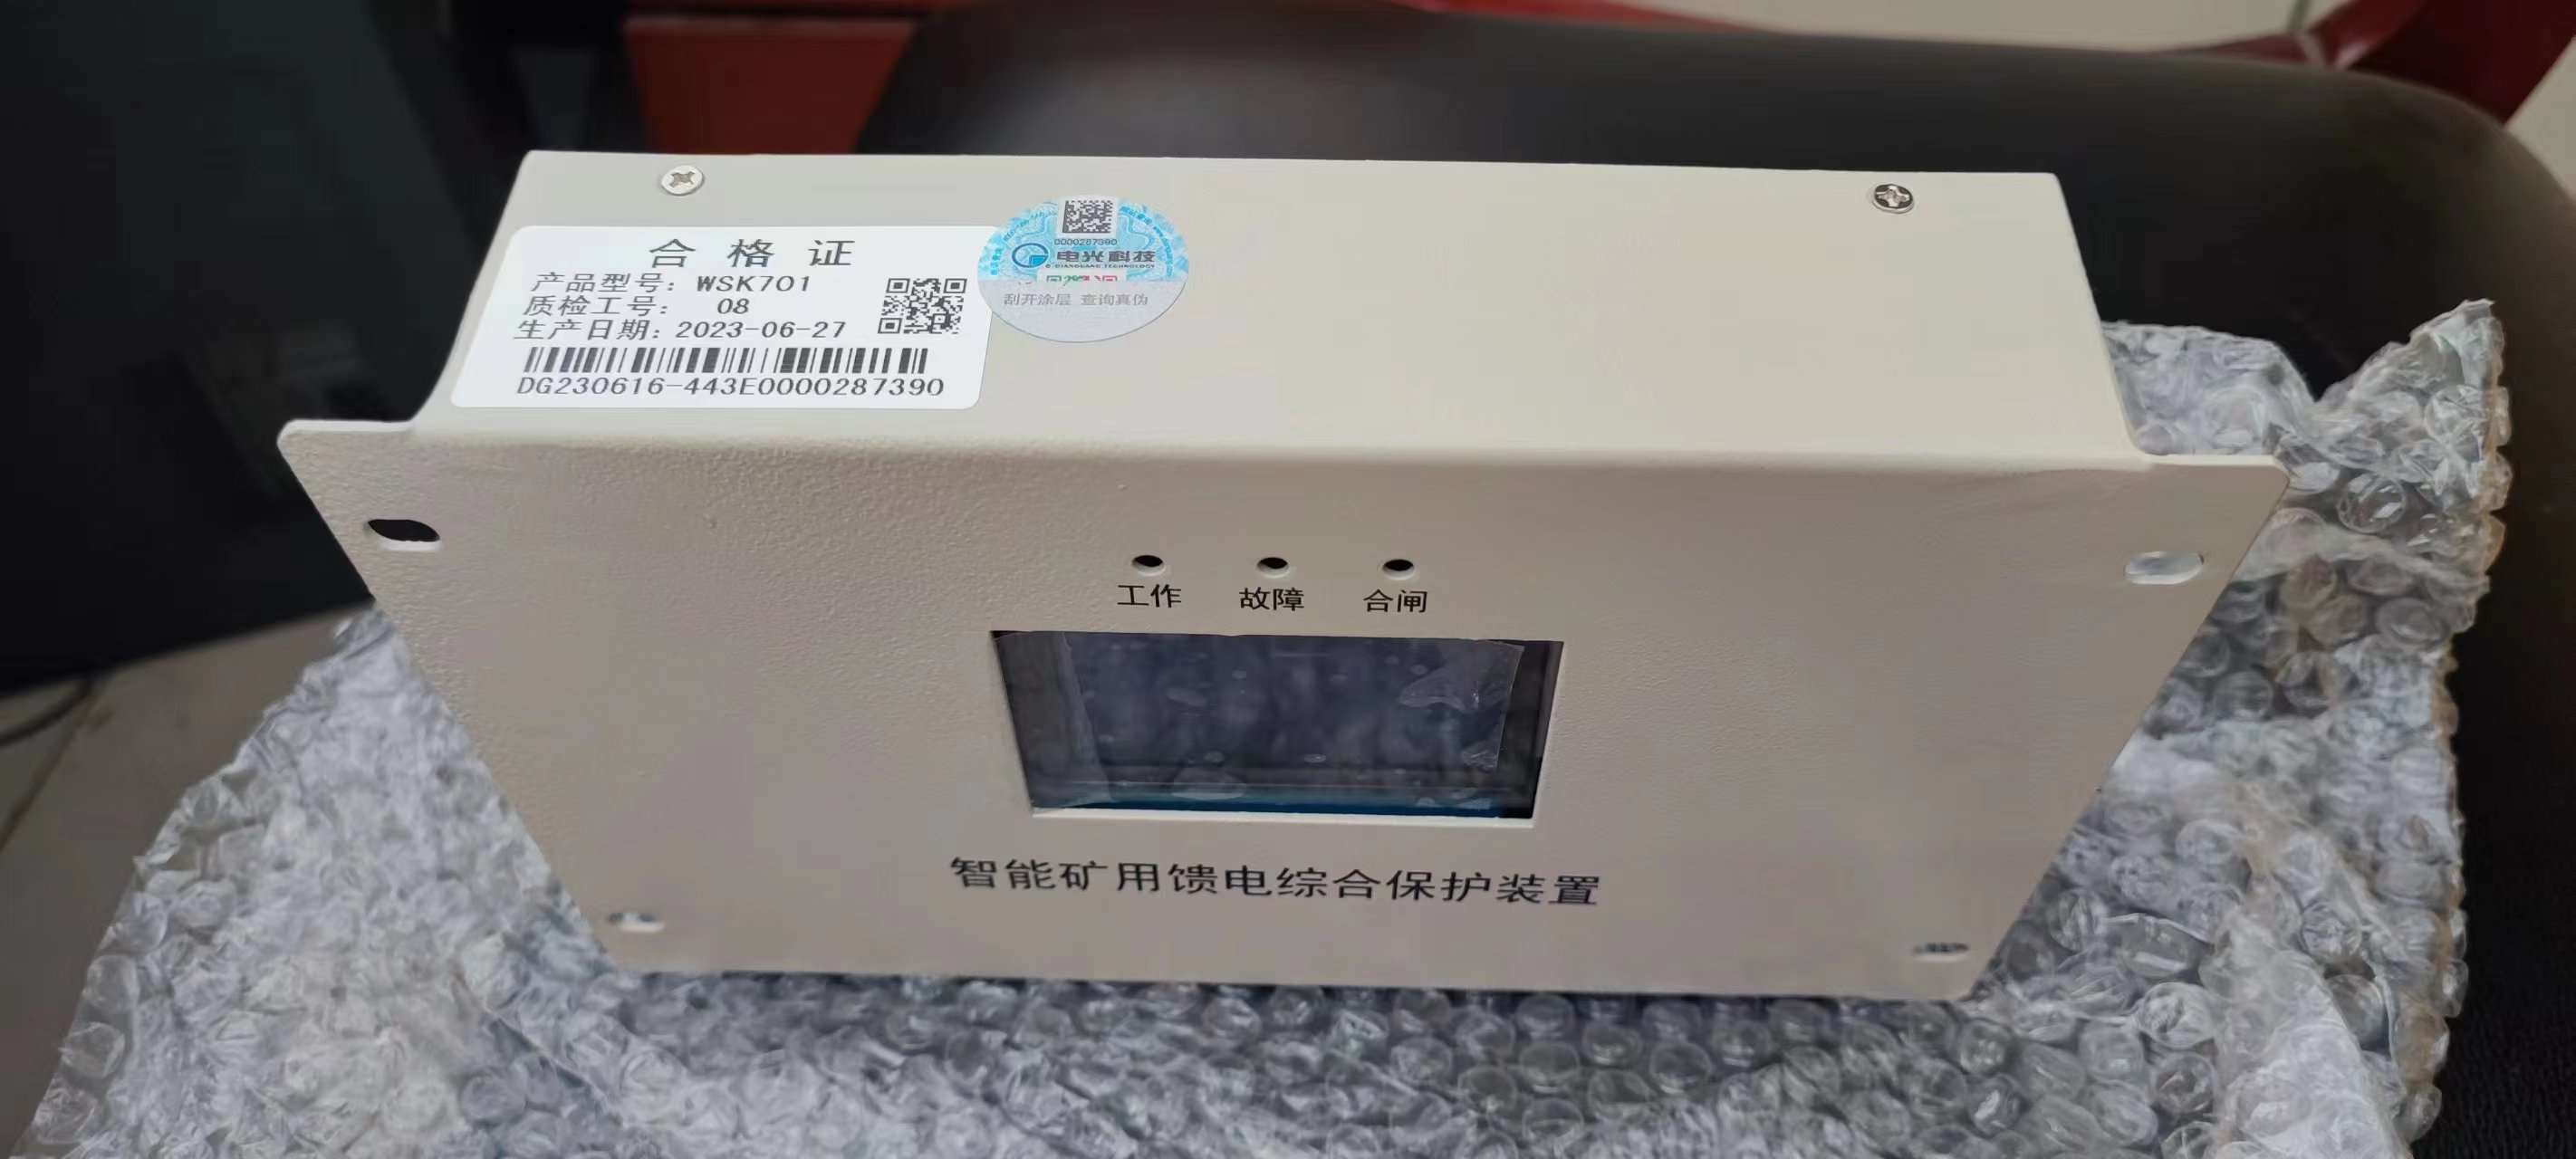 合格证
产品型号：WSK701
质检工号： 08
生产日期：2023-06-27
DG230616-443E0000287390
0000287390
电光科技
DIANGUANG TECHNOLOGY
刮开涂层 查询真伪
工作 故障 合闸
智能矿用馈电综合保护装置